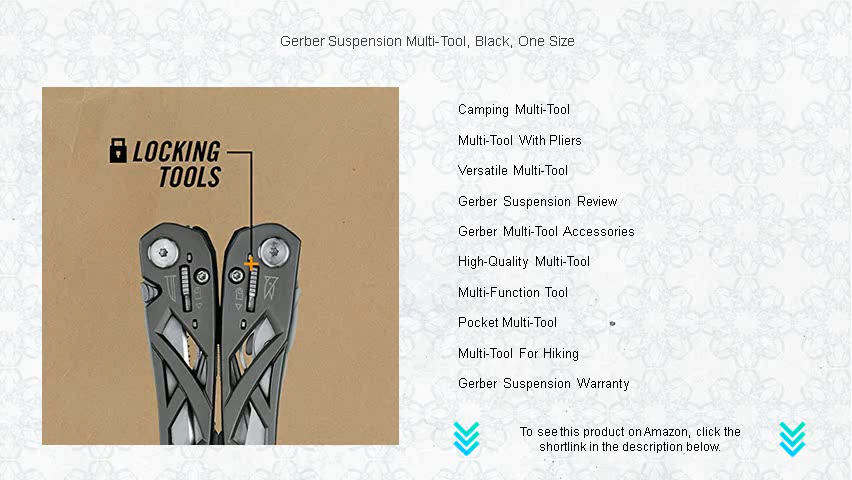 Gerber Suspension Multi-Tool, Black, One Size
LOCKING
TOOLS
Camping Multi-Tool
Multi-Tool With Pliers
Versatile Multi-Tool
Gerber Suspension Review
Gerber Multi-Tool Accessories
High-Quality Multi-Tool
Multi-Function Tool
Pocket Multi-Tool
Multi-Tool For Hiking
Gerber Suspension Warranty
To see this product on Amazon, click the
shortlink in the description below.